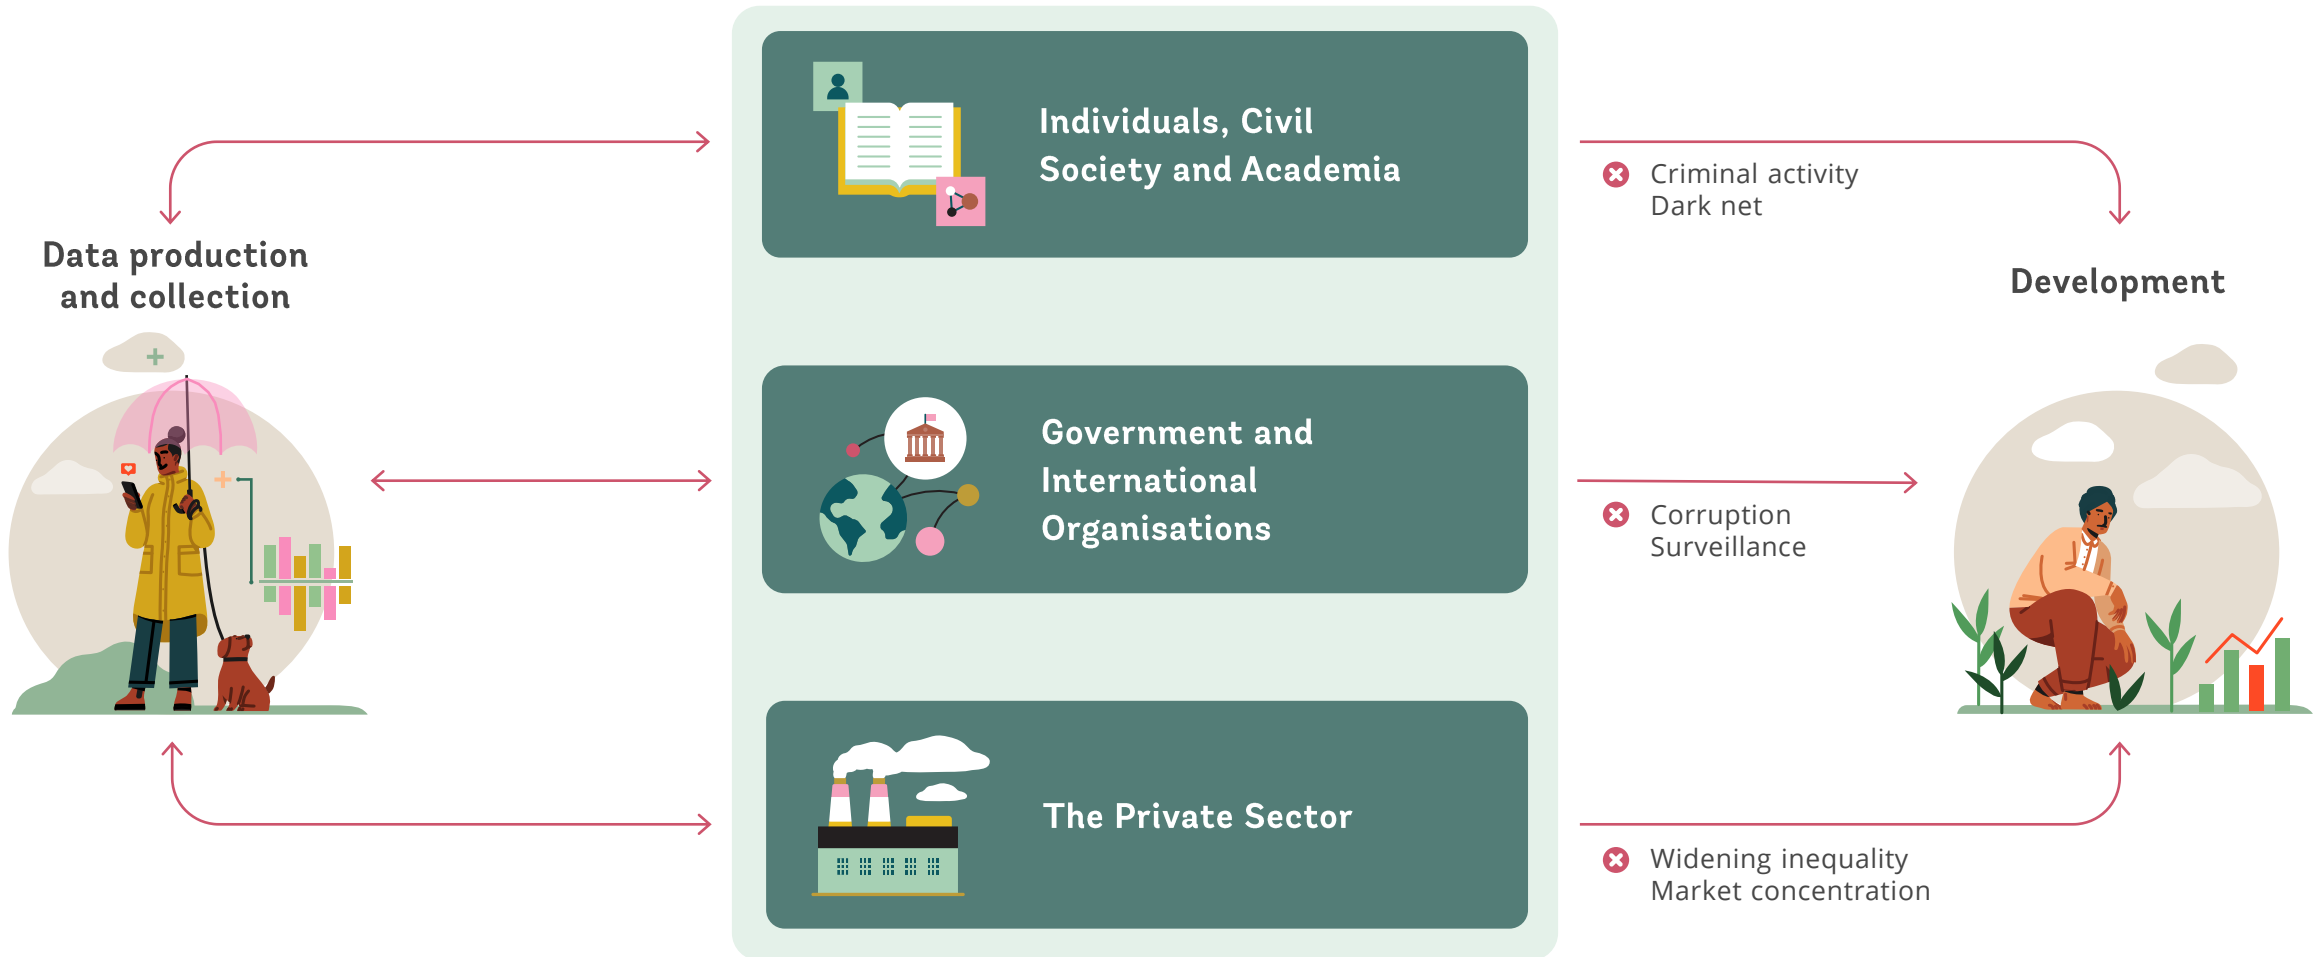 Data production
and collection
Individuals, Civil
Society and Academia
Government and
International
Organisations
The Private Sector
Criminal activity
Dark net
Corruption
Surveillance
Widening inequality
Market concentration
Development